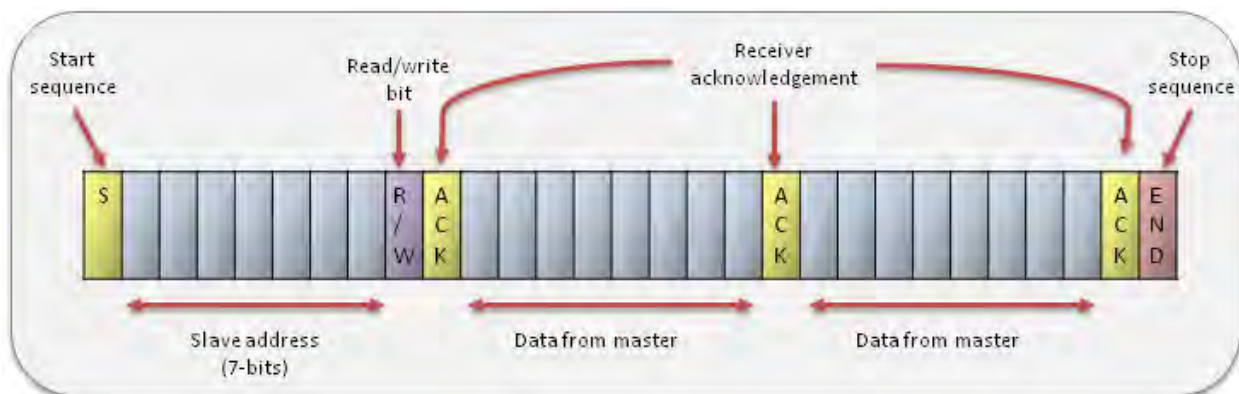 Start
sequence
Read/write
bit
Receiver
acknowledgement
Stop
sequence
S
R
/
W
A
C
K
A
C
K
A
C
K
E
N
D
Slave address
(7-bits)
Data from master
Data from master